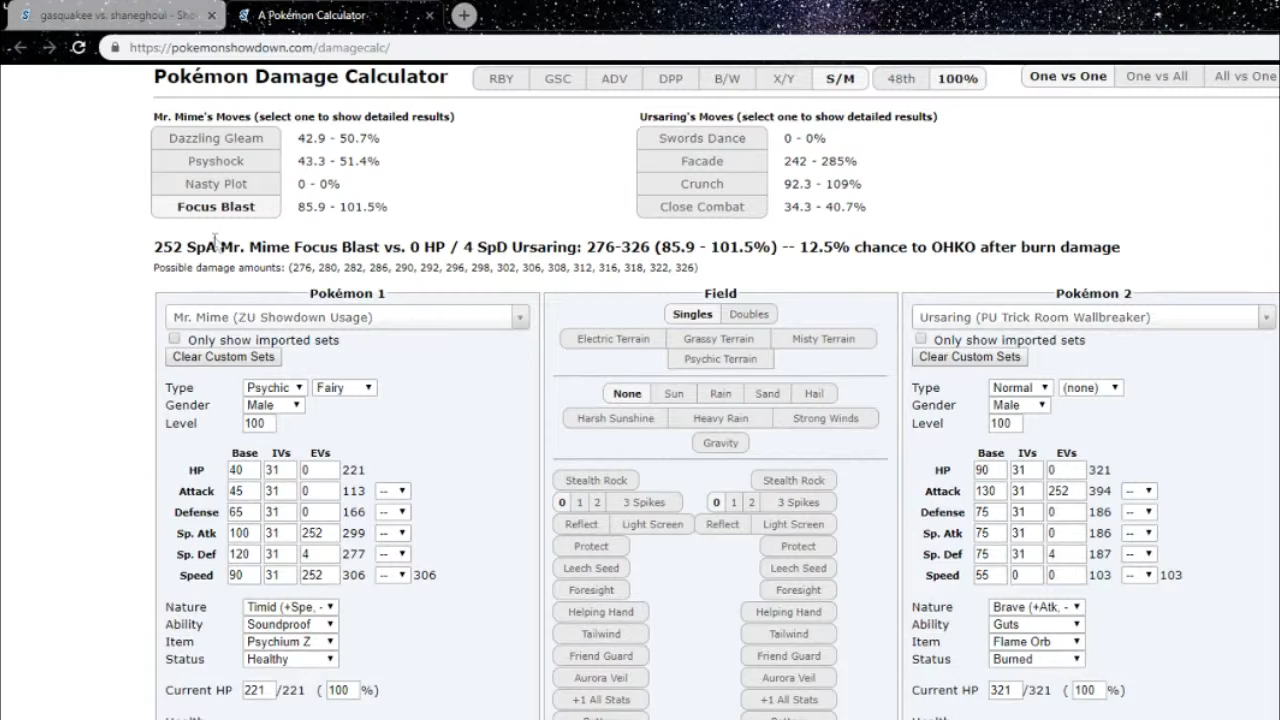 gasquakee vs. shaneghoul - Sho
A Pokémon Calculator
https://pokemonshowdown.com/damagecalc/
Pokémon Damage Calculator RBY GSC ADV DPP B/W X/Y S/M 48th 100% One vs One One vs All All vs One
Mr. Mime's Moves (select one to show detailed results) Ursaring's Moves (select one to show detailed results)
Dazzling Gleam 42.9 - 50.7% Swords Dance 0 - 0%
Psyshock 43.3 - 51.4% Facade 242 - 285%
Nasty Plot 0 - 0% Crunch 92.3 - 109%
Focus Blast 85.9 - 101.5% Close Combat 34.3 - 40.7%
252 SpA Mr. Mime Focus Blast vs. 0 HP / 4 SpD Ursaring: 276-326 (85.9 - 101.5%) -- 12.5% chance to OHKO after burn damage
Possible damage amounts: (276, 280, 282, 286, 290, 292, 296, 298, 302, 306, 308, 312, 316, 318, 322, 326)
Pokémon 1
Mr. Mime (ZU Showdown Usage)
Only show imported sets
Clear Custom Sets
Type Psychic Fairy
Gender Male
Level 100
Base IVs EVs
HP 40 31 0 221
Attack 45 31 0 113 --
Defense 65 31 0 166 --
Sp. Atk 100 31 252 299 --
Sp. Def 120 31 4 277 --
Speed 90 31 252 306 -- 306
Nature Timid (+Spe, -
Ability Soundproof
Item Psychium Z
Status Healthy
Current HP 221 /221 ( 100 %)
Field
Singles Doubles
Electric Terrain Grassy Terrain Misty Terrain
Psychic Terrain
None Sun Rain Sand Hail
Harsh Sunshine Heavy Rain Strong Winds
Gravity
Stealth Rock Stealth Rock
0 1 2 3 Spikes 0 1 2 3 Spikes
Reflect Light Screen Reflect Light Screen
Protect Protect
Leech Seed Leech Seed
Foresight Foresight
Helping Hand Helping Hand
Tailwind Tailwind
Friend Guard Friend Guard
Aurora Veil Aurora Veil
+1 All Stats +1 All Stats
Pokémon 2
Ursaring (PU Trick Room Wallbreaker)
Only show imported sets
Clear Custom Sets
Type Normal (none)
Gender Male
Level 100
Base IVs EVs
HP 90 31 0 321
Attack 130 31 252 394 --
Defense 75 31 0 186 --
Sp. Atk 75 31 0 186 --
Sp. Def 75 31 4 187 --
Speed 55 0 0 103 -- 103
Nature Brave (+Atk, -
Ability Guts
Item Flame Orb
Status Burned
Current HP 321 /321 ( 100 %)